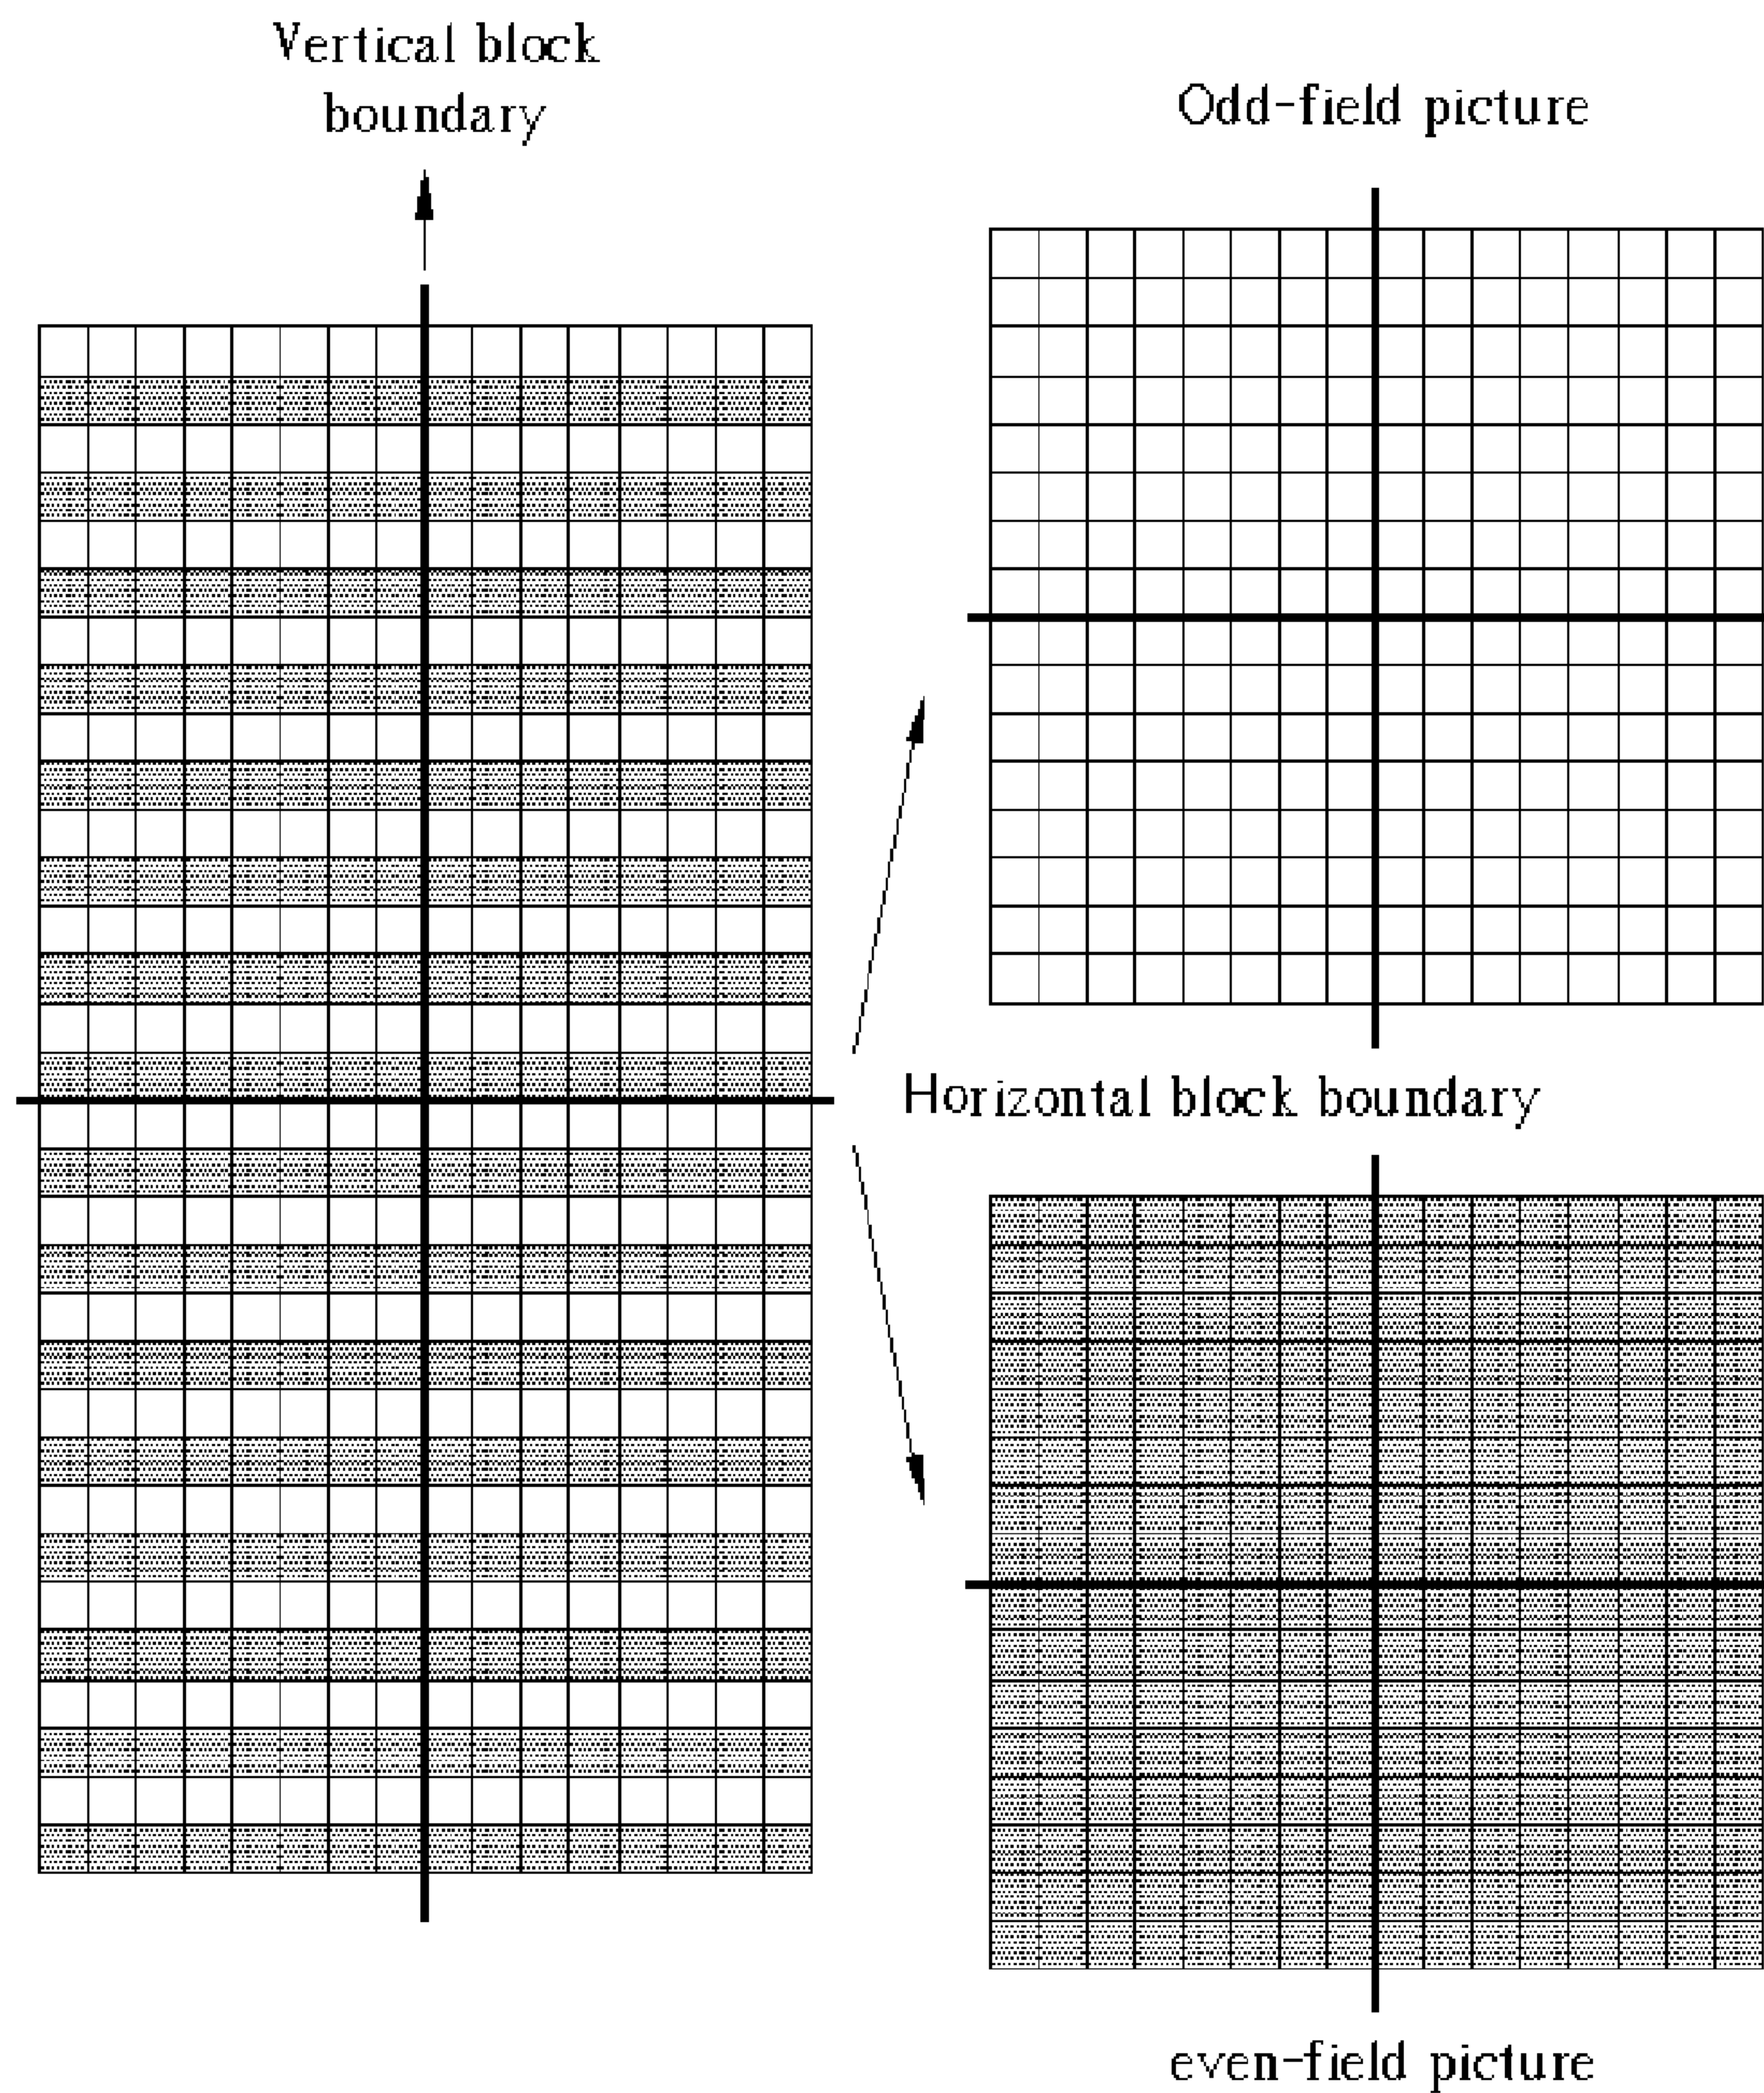 Vertical block
boundary
Odd-field picture
Horizontal block boundary
even-field picture